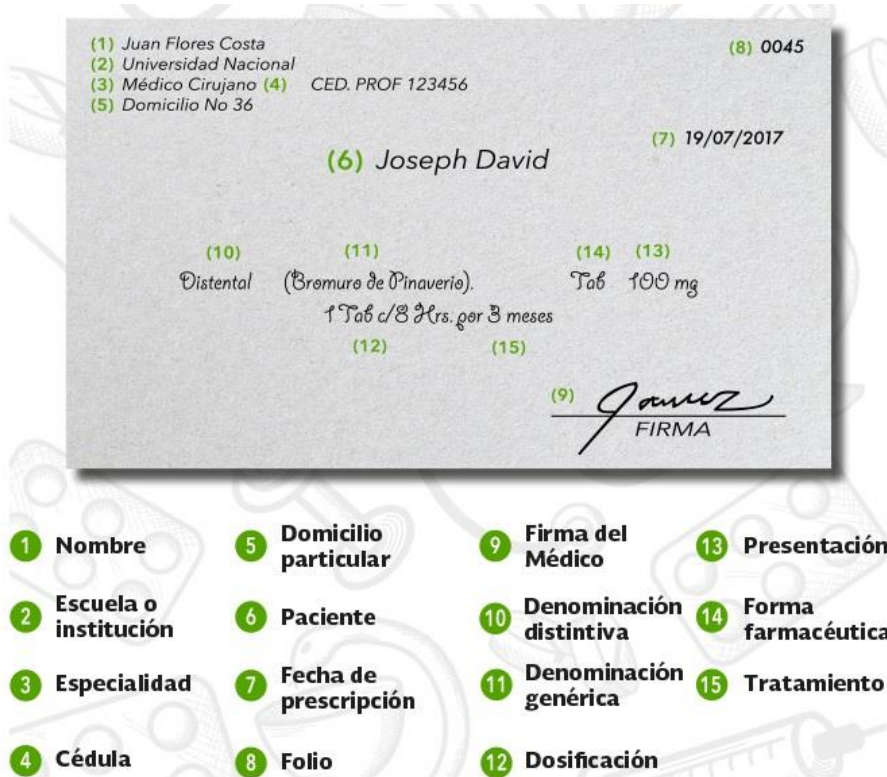 (1) Juan Flores Costa
(8) 0045
(2) Universidad Nacional
(3) Médico Cirujano (4) CED. PROF 123456
(5) Domicilio No 36
(7) 19/07/2017
(6) Joseph David
(10) (11) (14) (13)
Distental (Bromuro de Pinaverio). Tab 100 mg
1 Tab c/8 Hrs. por 3 meses
(12) (15)
(9)
FIRMA
1 Nombre
2 Escuela o
institución
3 Especialidad
4 Cédula
5 Domicilio
particular
6 Paciente
7 Fecha de
prescripción
8 Folio
9 Firma del
Médico
10 Denominación
distintiva
11 Denominación
genérica
12 Dosificación
13 Presentación
14 Forma
farmacéutica
15 Tratamiento